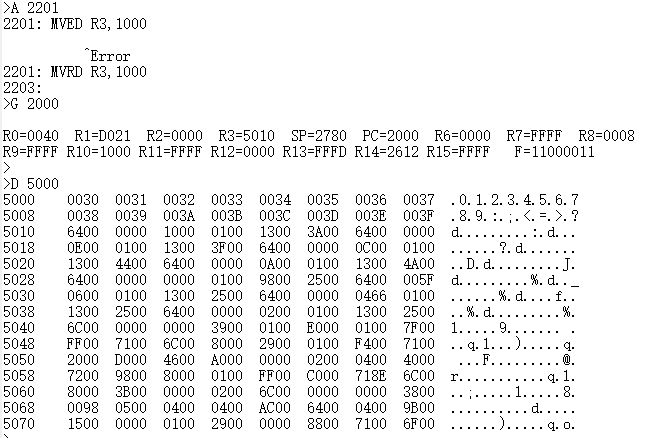 >A 2201
2201: MVED R3,1000
^Error
2201: MVRD R3,1000
2203:
>G 2000
R0=0040 R1=D021 R2=0000 R3=5010 SP=2780 PC=2000 R6=0000 R7=FFFF R8=0008
R9=FFFF R10=1000 R11=FFFF R12=0000 R13=FFFD R14=2612 R15=FFFF F=11000011
>
>D 5000
5000 0030 0031 0032 0033 0034 0035 0036 0037 .0.1.2.3.4.5.6.7
5008 0038 0039 003A 003B 003C 003D 003E 003F .8.9.:.;.<.=.>.?
5010 6400 0000 1000 0100 1300 3A00 6400 0000 d.........:.d...
5018 0E00 0100 1300 3F00 6400 0000 0C00 0100 ......?.d.......
5020 1300 4400 6400 0000 0A00 0100 1300 4A00 ..D.d.........J.
5028 6400 0000 0000 0100 9800 2500 6400 005F d.........%.d.._
5030 0600 0100 1300 2500 6400 0000 0466 0100 ......%.d....f..
5038 1300 2500 6400 0000 0200 0100 1300 2500 ..%.d.........%.
5040 6C00 0000 0000 3900 0100 E000 0100 7F00 l.....9....... .
5048 FF00 7100 6C00 8000 2900 0100 F400 7100 ..q.l...).....q.
5050 2000 D000 4600 A000 0000 0200 0400 4000  ...F.........@.
5058 7200 9800 8000 0100 FF00 C000 718E 6C00 r...........q.l.
5060 8000 3B00 0000 0200 6C00 0000 0000 3800 ..;.....l.....8.
5068 0098 0500 0400 0400 AC00 6400 0400 9B00 ..........d.....
5070 1500 0000 0100 2900 0000 8800 7100 6F00 ......).....q.o.